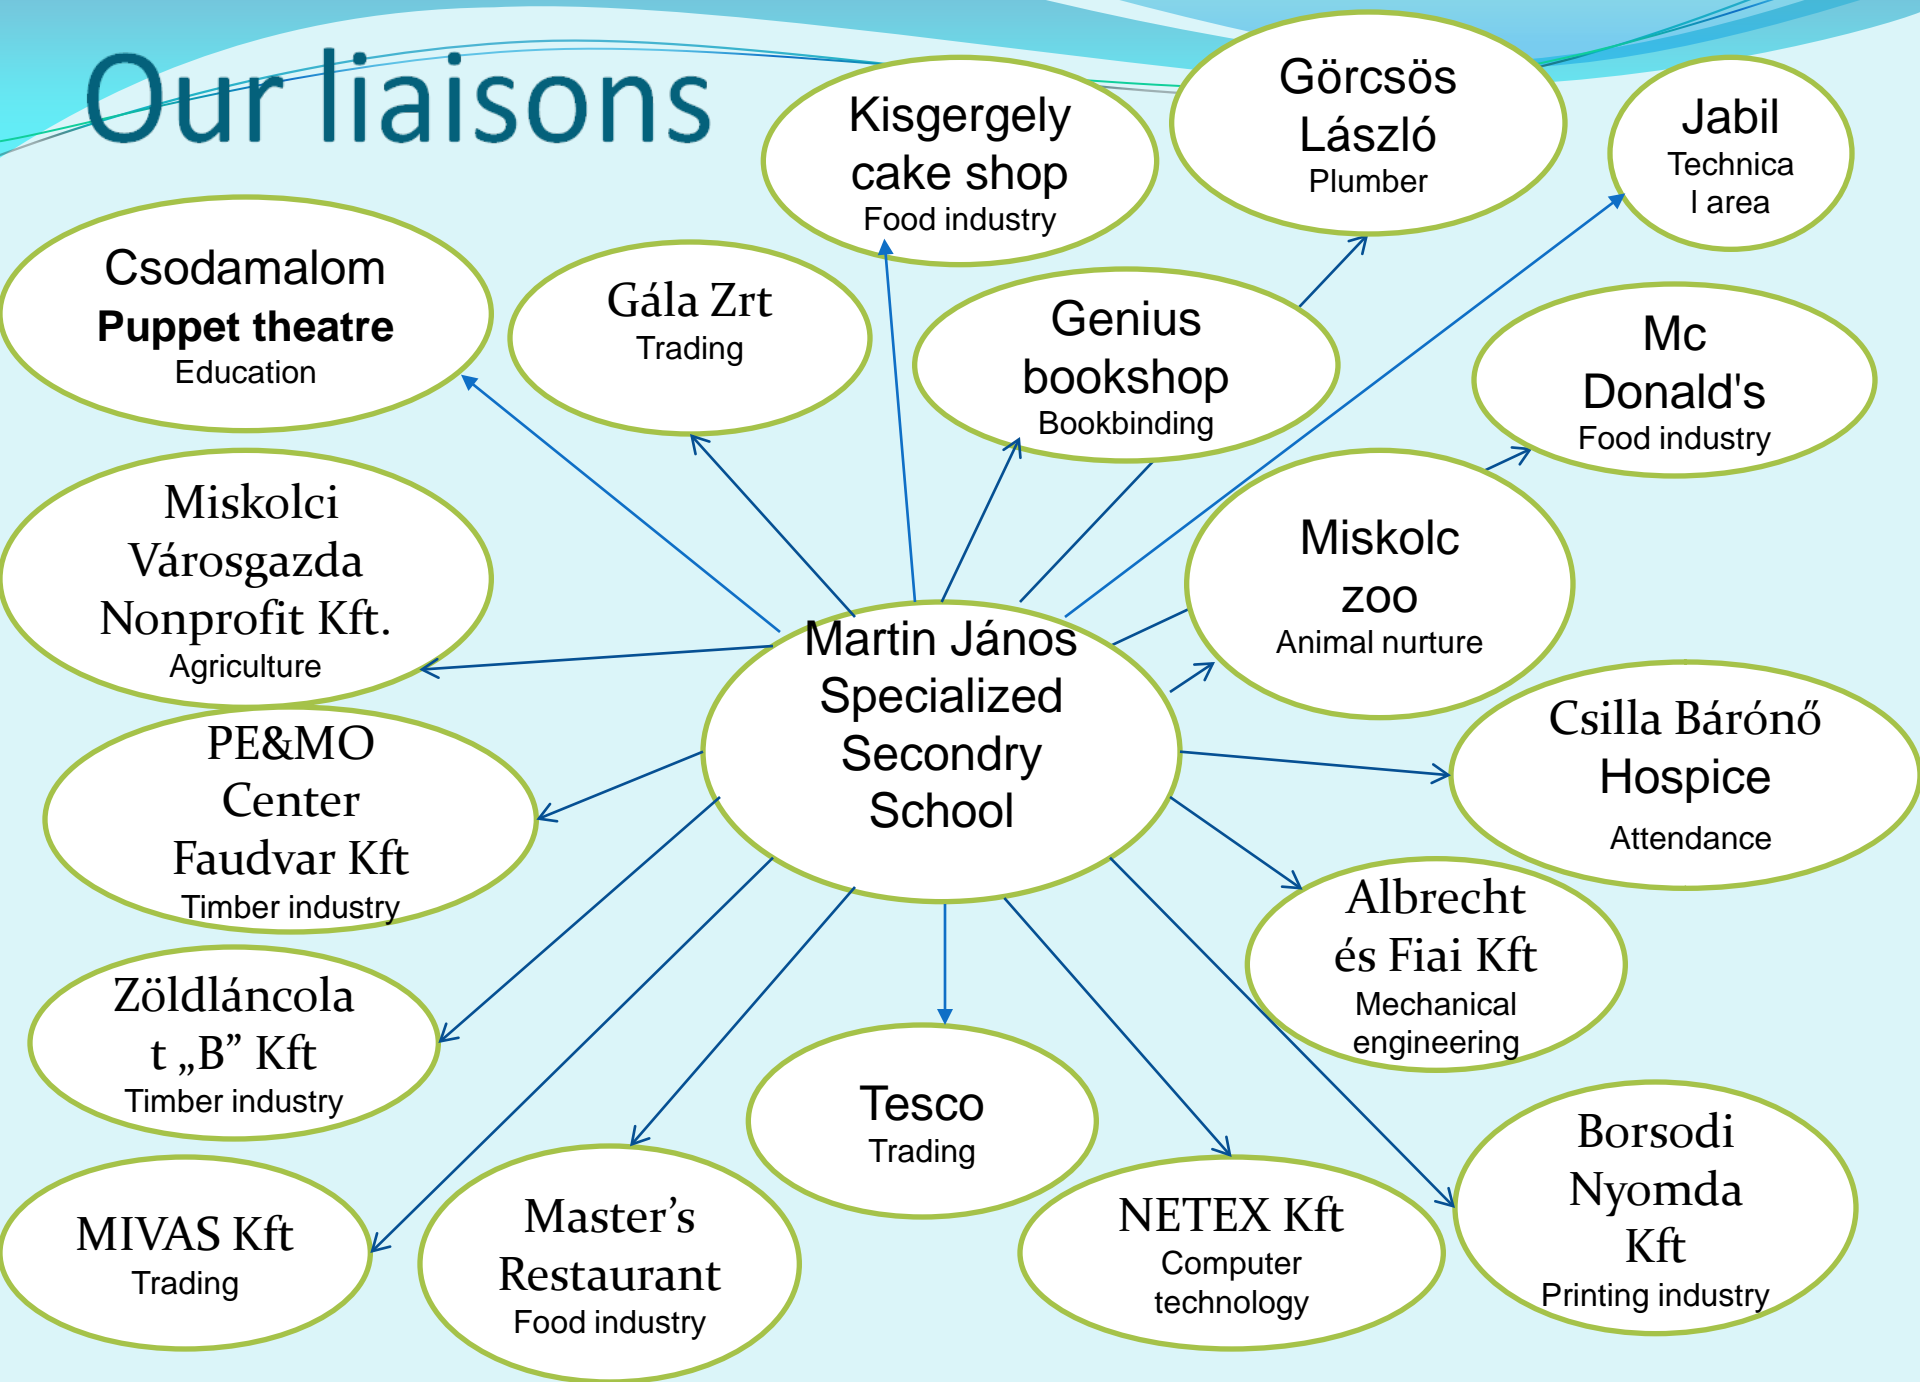 Our liaisons
Kisgergely
cake shop
Food industry
Görcsös
László
Plumber
Jabil
Technica
l area
Csodamalom
Puppet theatre
Education
Gála Zrt
Trading
Genius
bookshop
Bookbinding
Mc
Donald's
Food industry
Miskolci
Városgazda
Nonprofit Kft.
Agriculture
Miskolc
zoo
Animal nurture
Martin János
Specialized
Secondry
School
Csilla Bárónő
Hospice
Attendance
PE&MO
Center
Faudvar Kft
Timber industry
Albrecht
és Fiai Kft
Mechanical
engineering
Zöldláncola
t „B” Kft
Timber industry
Tesco
Trading
Borsodi
Nyomda
Kft
Printing industry
MIVAS Kft
Trading
Master’s
Restaurant
Food industry
NETEX Kft
Computer
technology